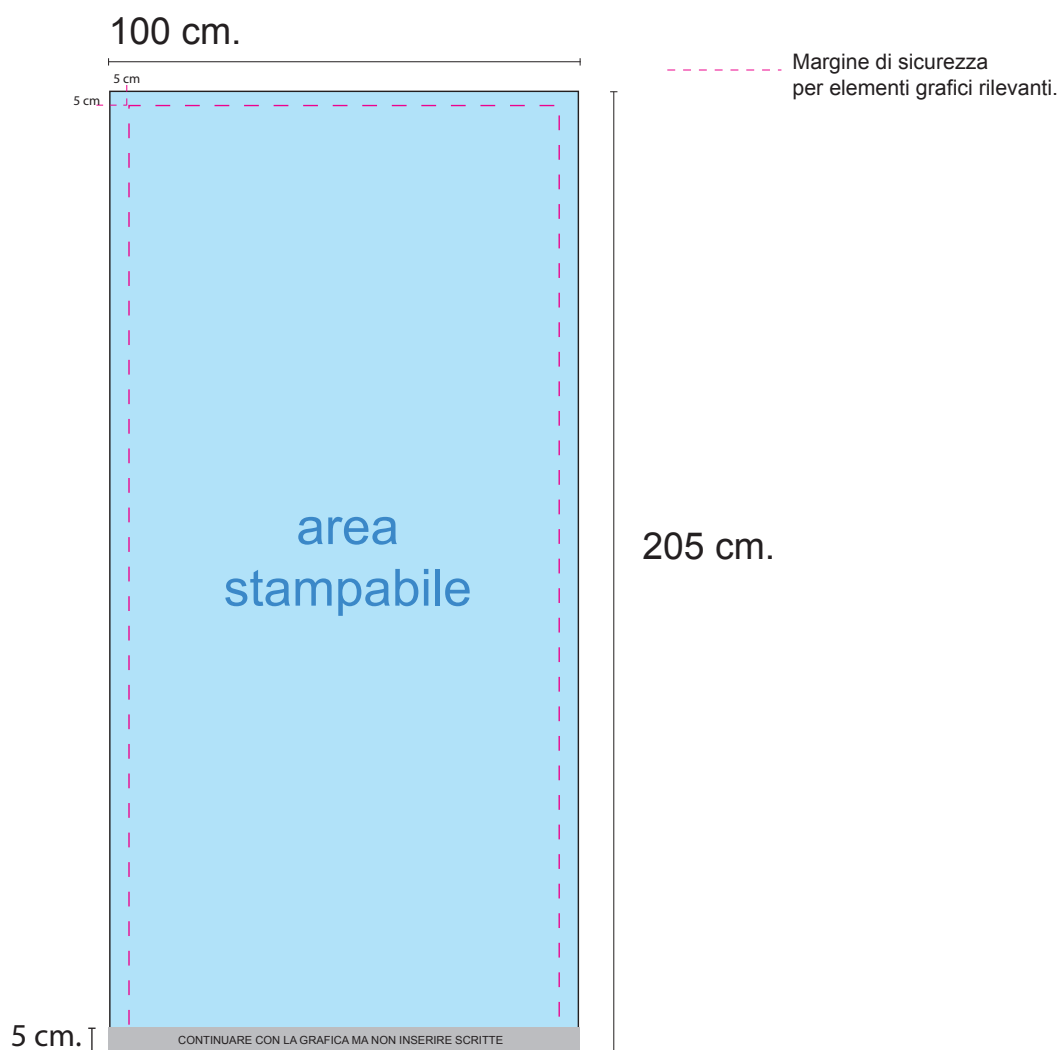 100 cm.
5 cm
5 cm
Margine di sicurezza
per elementi grafici rilevanti.
area
stampabile
205 cm.
5 cm.
CONTINUARE CON LA GRAFICA MA NON INSERIRE SCRITTE